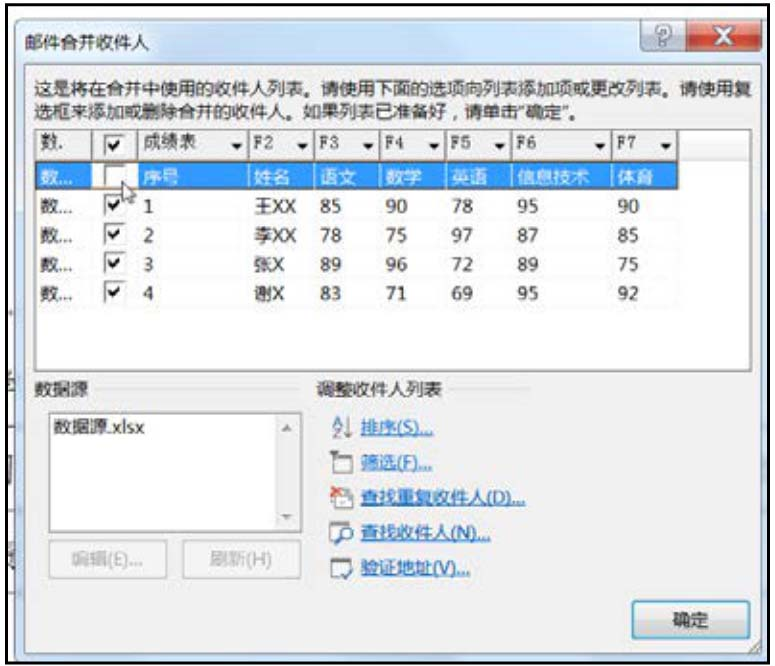 邮件合并收件人
这是将在合并中使用的收件人列表。请使用下面的选项向列表添加项或更改列表。请使用复
选框来添加或删除合并的收件人。如果列表已准备好，请单击“确定”。
数. 成绩表 F2 F3 F4 F5 F6 F7
数... 序号 姓名 语文 数学 英语 信息技术 体育
数... 1 王XX 85 90 78 95 90
数... 2 李XX 78 75 97 87 85
数... 3 张X 89 96 72 89 75
数... 4 谢X 83 71 69 95 92
数据源
数据源.xlsx
编辑(E)... 刷新(H)
调整收件人列表
排序(S)...
筛选(F)...
查找重复收件人(D)...
查找收件人(N)...
验证地址(V)...
确定